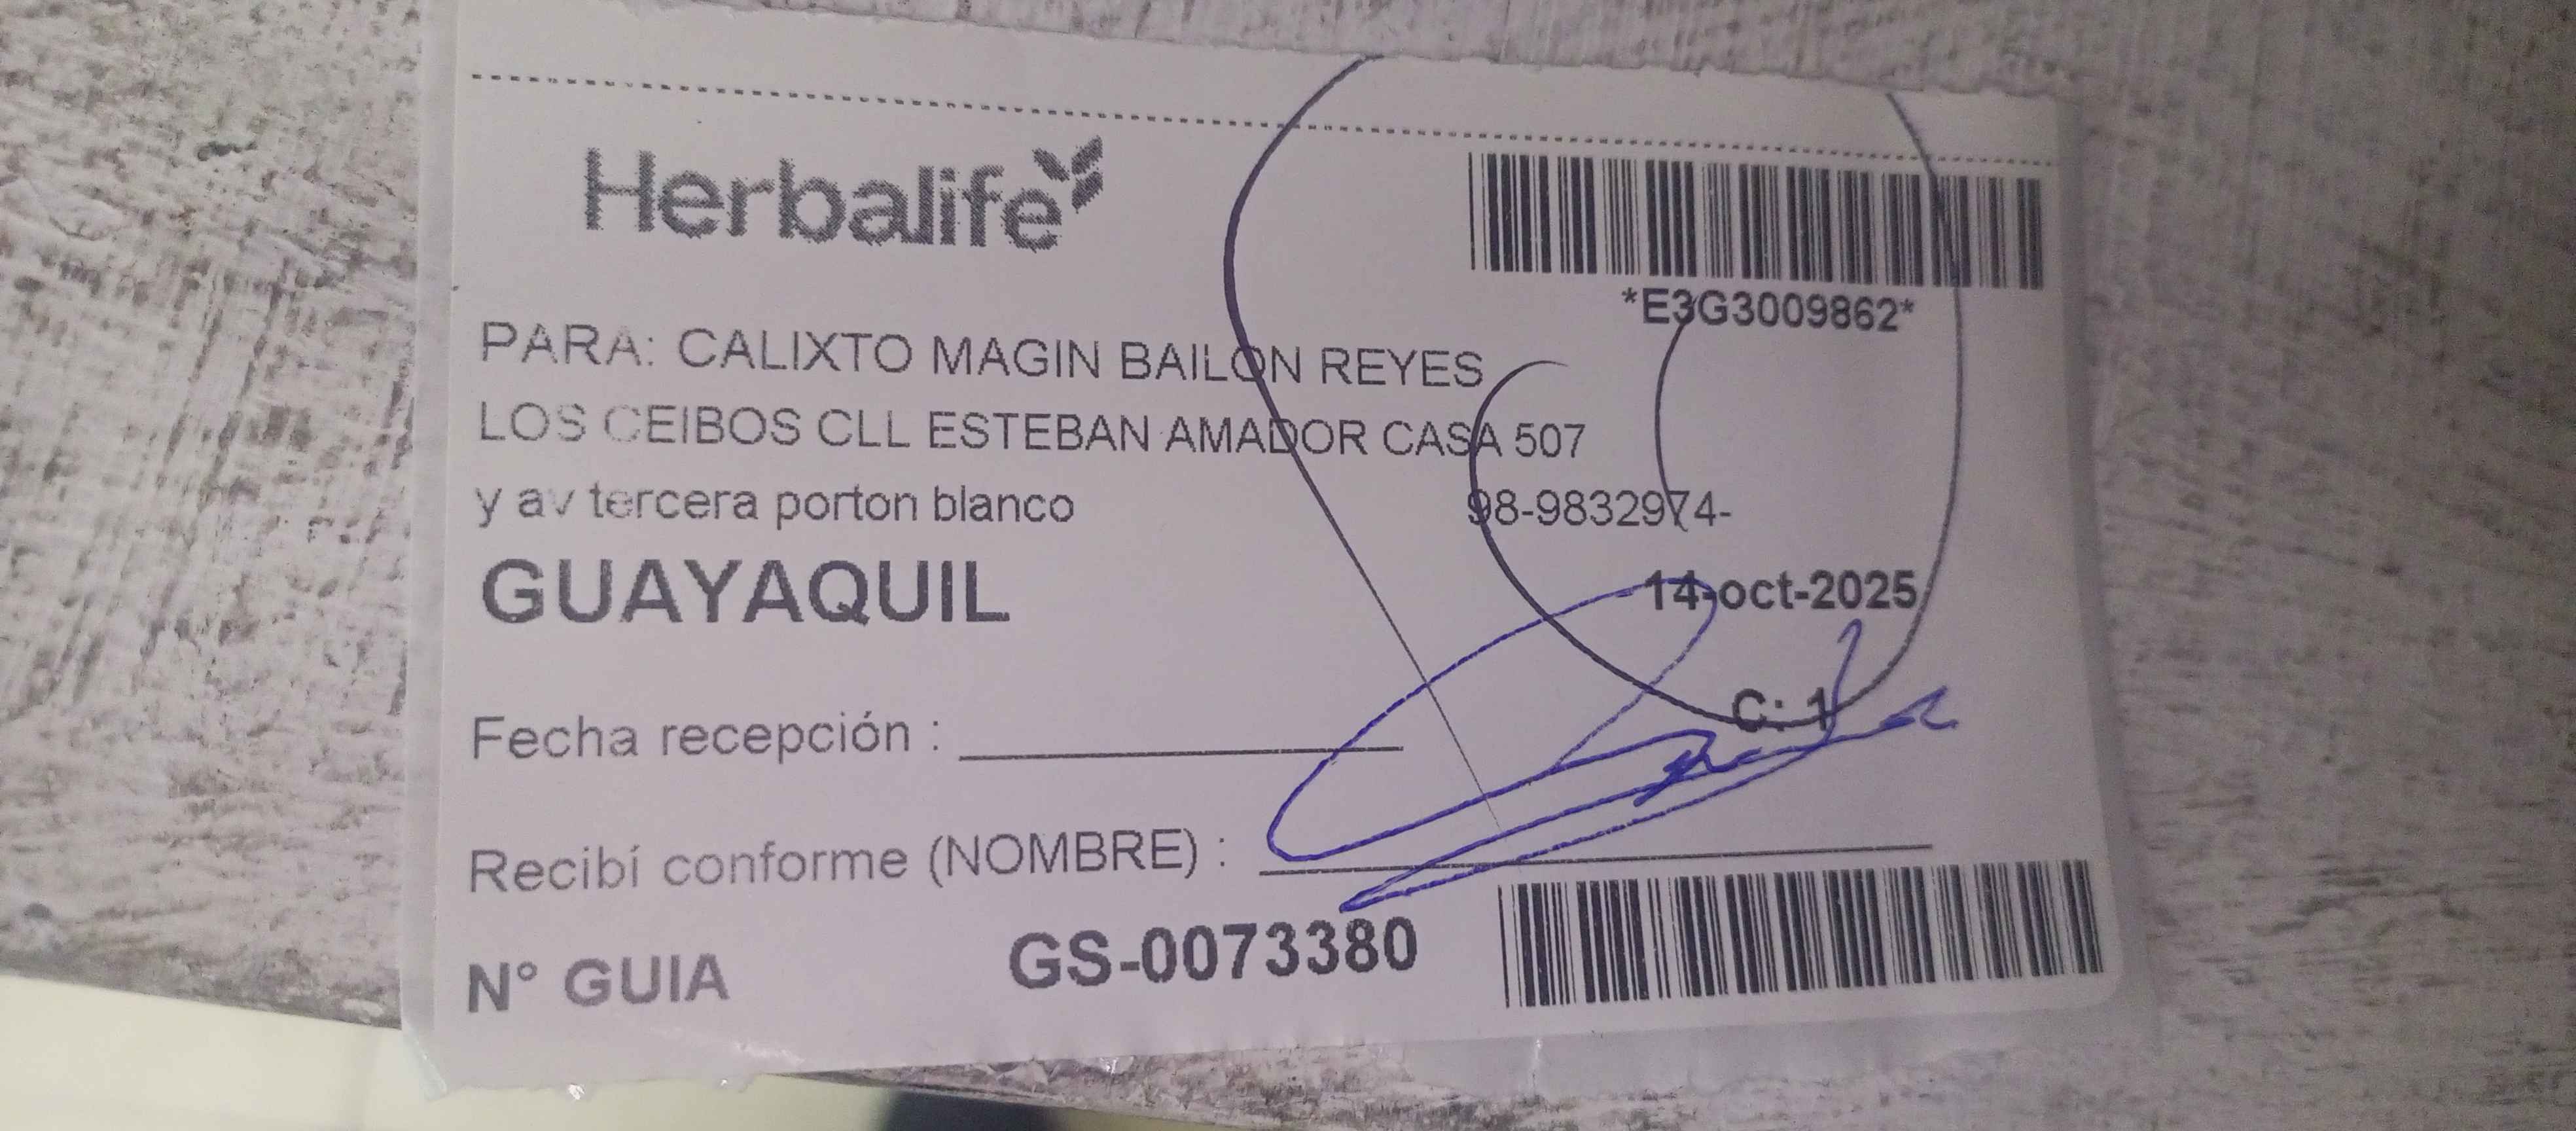 Herbalife
*E3G3009862*
PARA: CALIXTO MAGIN BAILON REYES
LOS CEIBOS CLL ESTEBAN AMADOR CASA 507
y av tercera porton blanco 98-9832974-
GUAYAQUIL
14-oct-2025
C: 1
Fecha recepción :
Recibí conforme (NOMBRE) :
N° GUIA GS-0073380